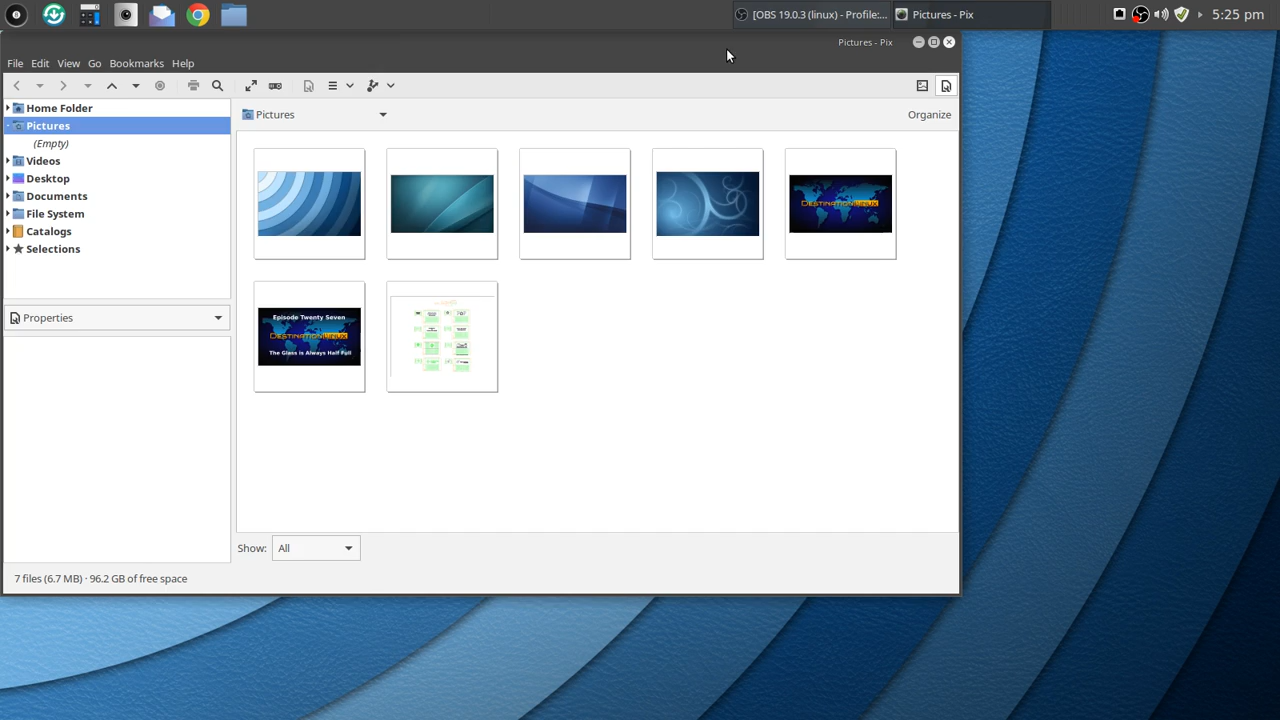 [OBS 19.0.3 (linux) - Profile:...
Pictures - Pix
5:25 pm
Pictures - Pix
File Edit View Go Bookmarks Help
Home Folder
Pictures
(Empty)
Videos
Desktop
Documents
File System
Catalogs
Selections
Pictures
Organize
DESTINATION LINUX
Episode Twenty Seven
DESTINATION LINUX
The Glass is Always Half Full
Properties
Show: All
7 files (6.7 MB) · 96.2 GB of free space